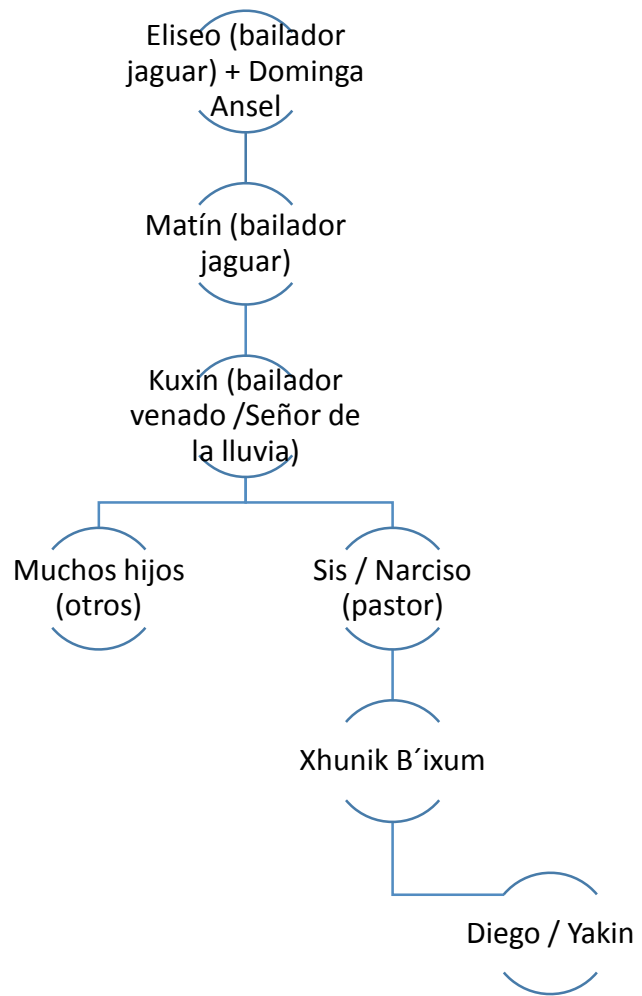 Eliseo (bailador
jaguar) + Dominga
Ansel
Matín (bailador
jaguar)
Kuxin (bailador
venado /Señor de
la lluvia)
Muchos hijos
(otros)
Sis / Narciso
(pastor)
Xhunik B´ixum
Diego / Yakin